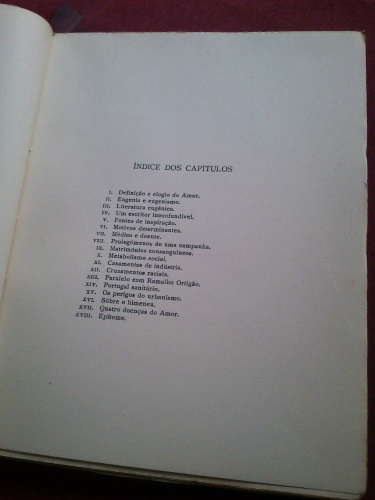 ÍNDICE DOS CAPÍTULOS
I. Definição e elogio do Amor.
II. Eugenia e eugenismo.
III. Literatura eugénica.
IV. Um escritor inconfundível.
V. Fontes de inspiração.
VI. Motivos determinantes.
VII. Médico e doente.
VIII. Prolegómenos de uma campanha.
IX. Matrimónios consanguíneos.
X. Metabolismo social.
XI. Casamentos de indústria.
XII. Cruzamentos raciais.
XIII. Paralelo com Ramalho Ortigão.
XIV. Portugal sanitário.
XV. Os perigos do urbanismo.
XVI. Sôbre o himeneu.
XVII. Quatro doenças do Amor.
XVIII. Epítome.